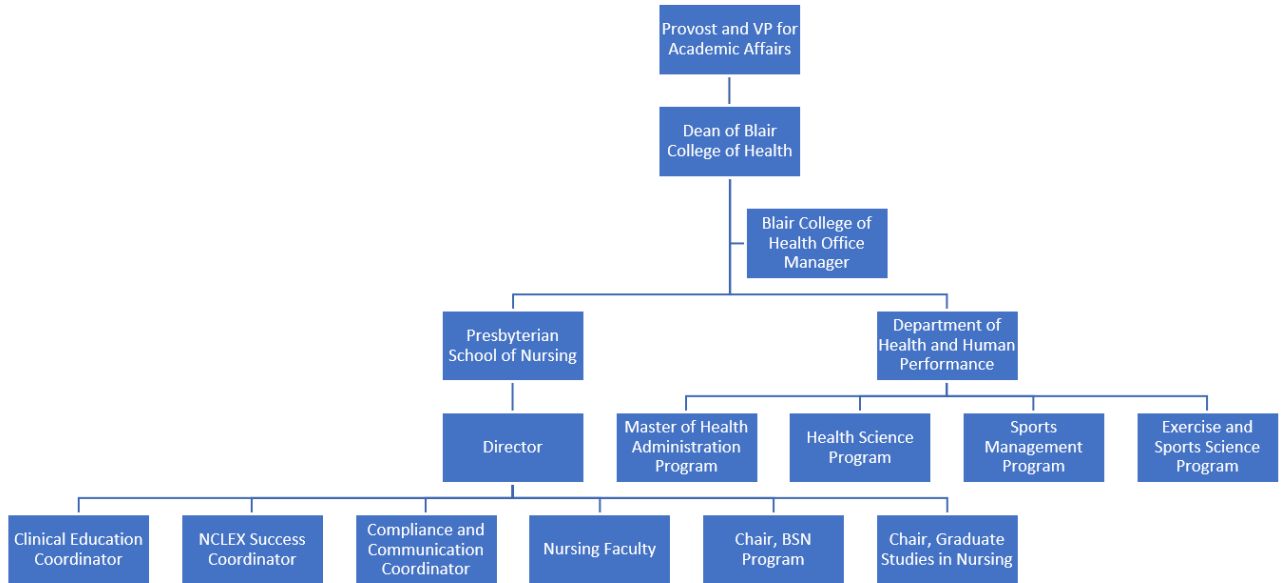 Provost and VP for
Academic Affairs
Dean of Blair
College of Health
Blair College of
Health Office
Manager
Presbyterian
School of Nursing
Department of
Health and Human
Performance
Director
Master of Health
Administration
Program
Health Science
Program
Sports
Management
Program
Exercise and
Sports Science
Program
Clinical Education
Coordinator
NCLEX Success
Coordinator
Compliance and
Communication
Coordinator
Nursing Faculty
Chair, BSN
Program
Chair, Graduate
Studies in Nursing